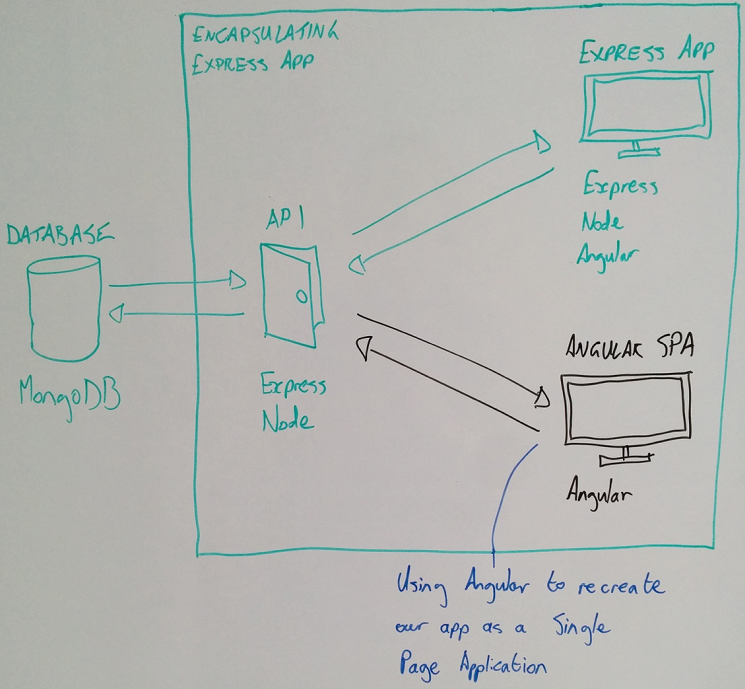 ENCAPSULATING
EXPRESS APP
EXPRESS APP
Express
Node
Angular
API
DATABASE
MongoDB
Express
Node
ANGULAR SPA
Angular
Using Angular to recreate
our app as a Single
Page Application